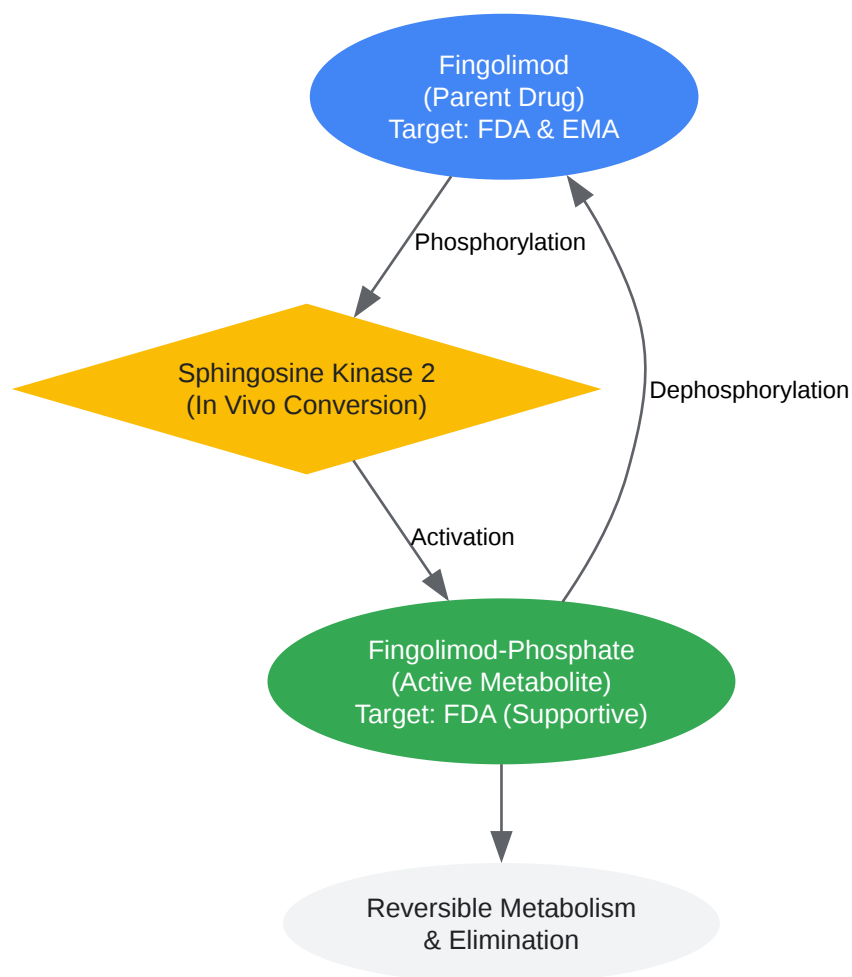 Fingolimod
(Parent Drug)
Target: FDA & EMA
Phosphorylation
Sphingosine Kinase 2
(In Vivo Conversion)
Dephosphorylation
Activation
Fingolimod-Phosphate
(Active Metabolite)
Target: FDA (Supportive)
Reversible Metabolism
& Elimination